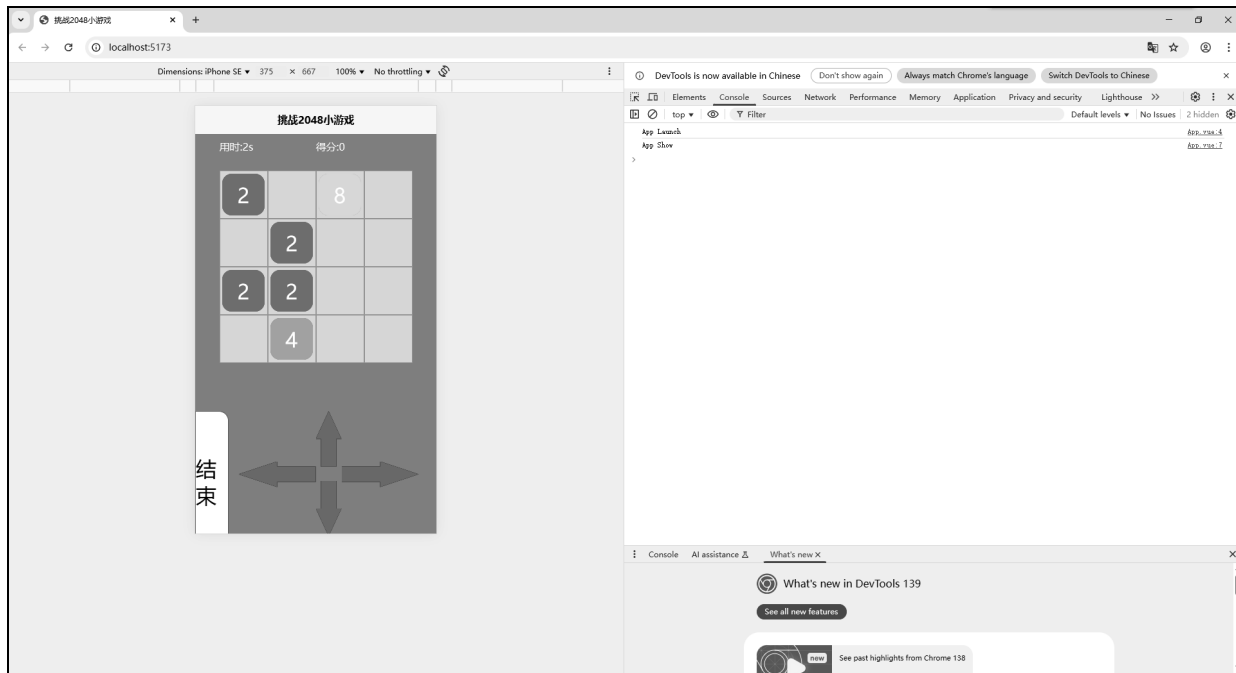 挑战2048小游戏
localhost:5173
Dimensions: iPhone SE 375 × 667 100% No throttling
挑战2048小游戏
用时:2s 得分:0
2 8
2
2 2
4
结
束
DevTools is now available in Chinese Don't show again Always match Chrome's language Switch DevTools to Chinese
Elements Console Sources Network Performance Memory Application Privacy and security Lighthouse
top Filter Default levels No Issues 2 hidden
App Launch App.vue:4
App Show App.vue:7
Console AI assistance What's new
What's new in DevTools 139
See all new features
new See past highlights from Chrome 138